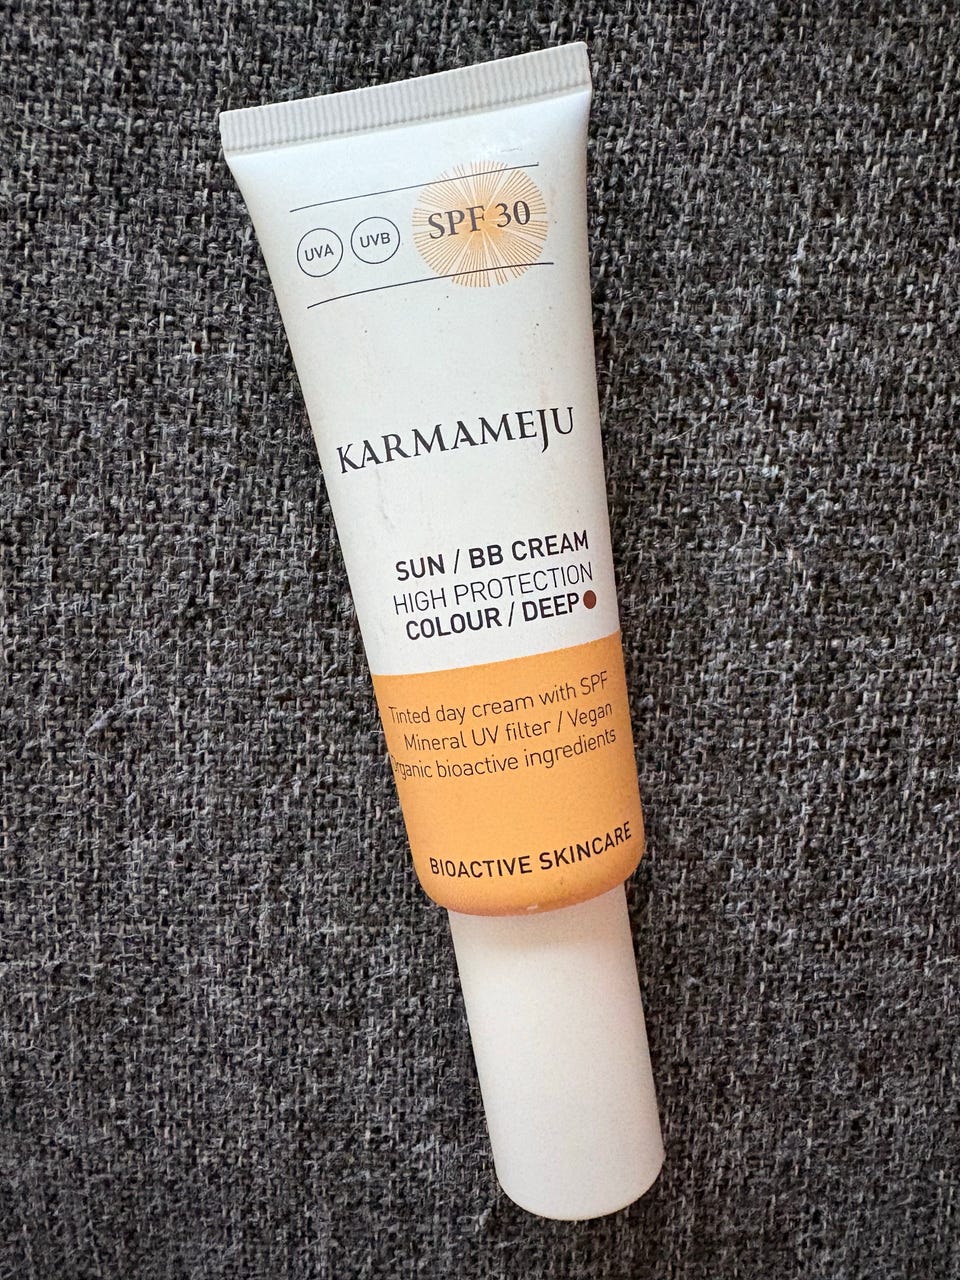 UVA UVB SPF 30
KARMAMEJU
SUN / BB CREAM
HIGH PROTECTION
COLOUR / DEEP
Tinted day cream with SPF
Mineral UV filter / Vegan
Organic bioactive ingredients
BIOACTIVE SKINCARE